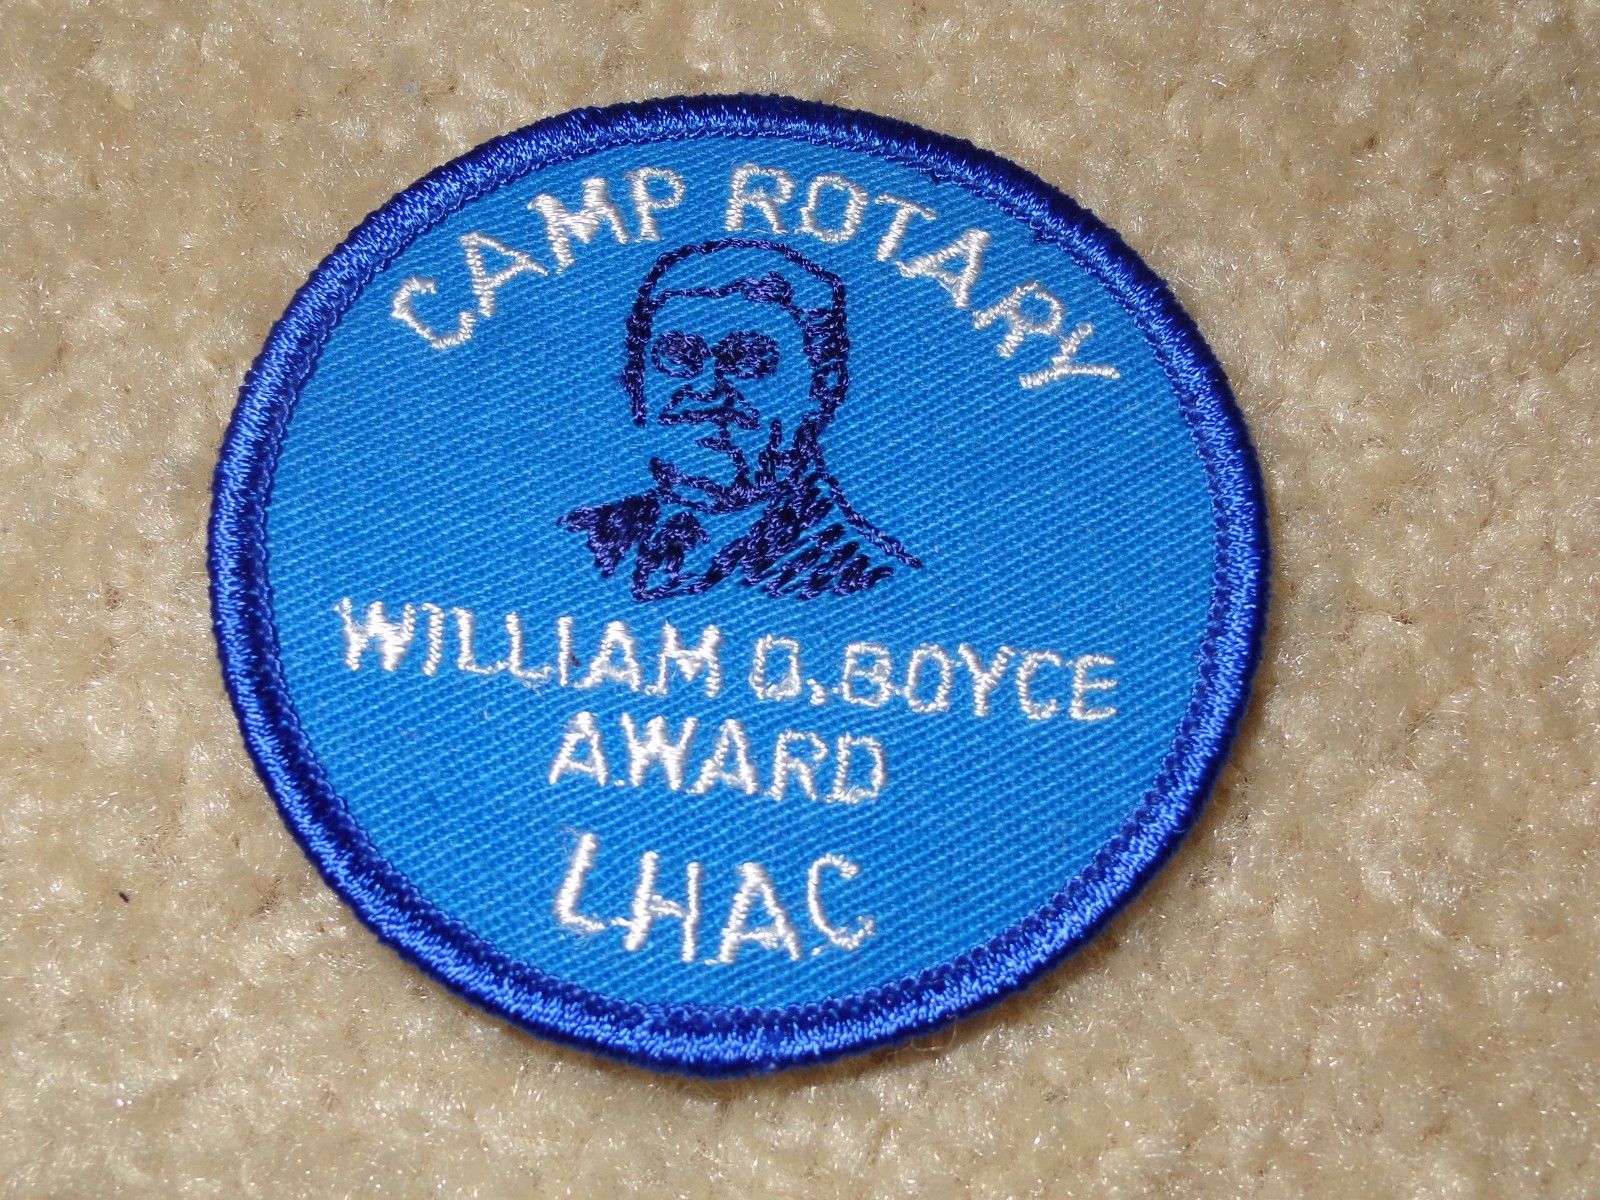 CAMP ROTARY
WILLIAM D. BOYCE
AWARD
LHAC